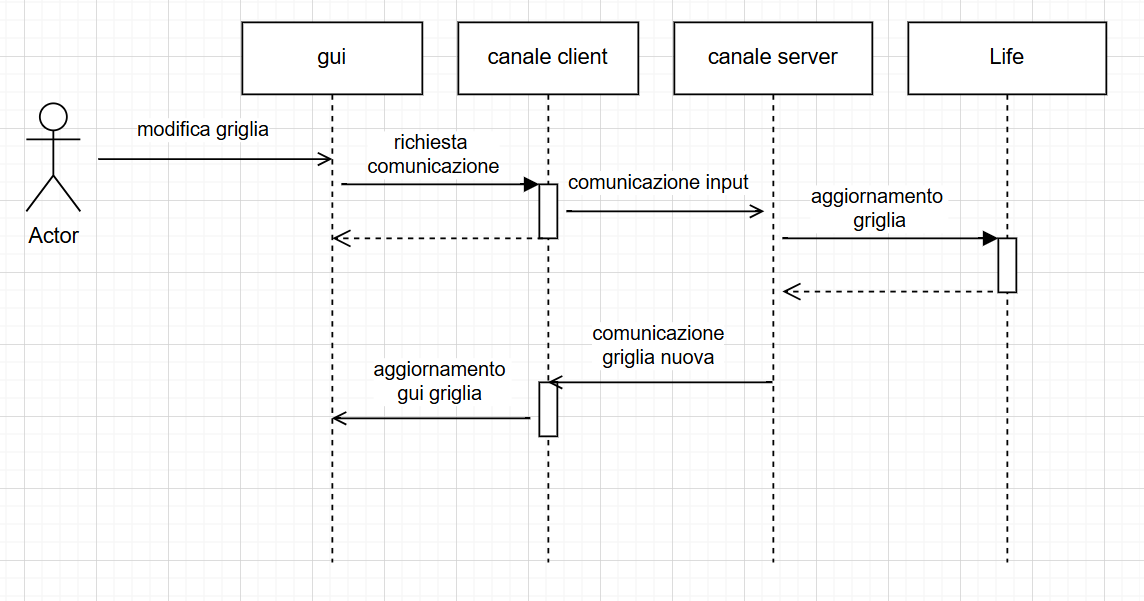 gui
canale client
canale server
Life
modifica griglia
richiesta
comunicazione
comunicazione input
aggiornamento
griglia
Actor
comunicazione
griglia nuova
aggiornamento
gui griglia